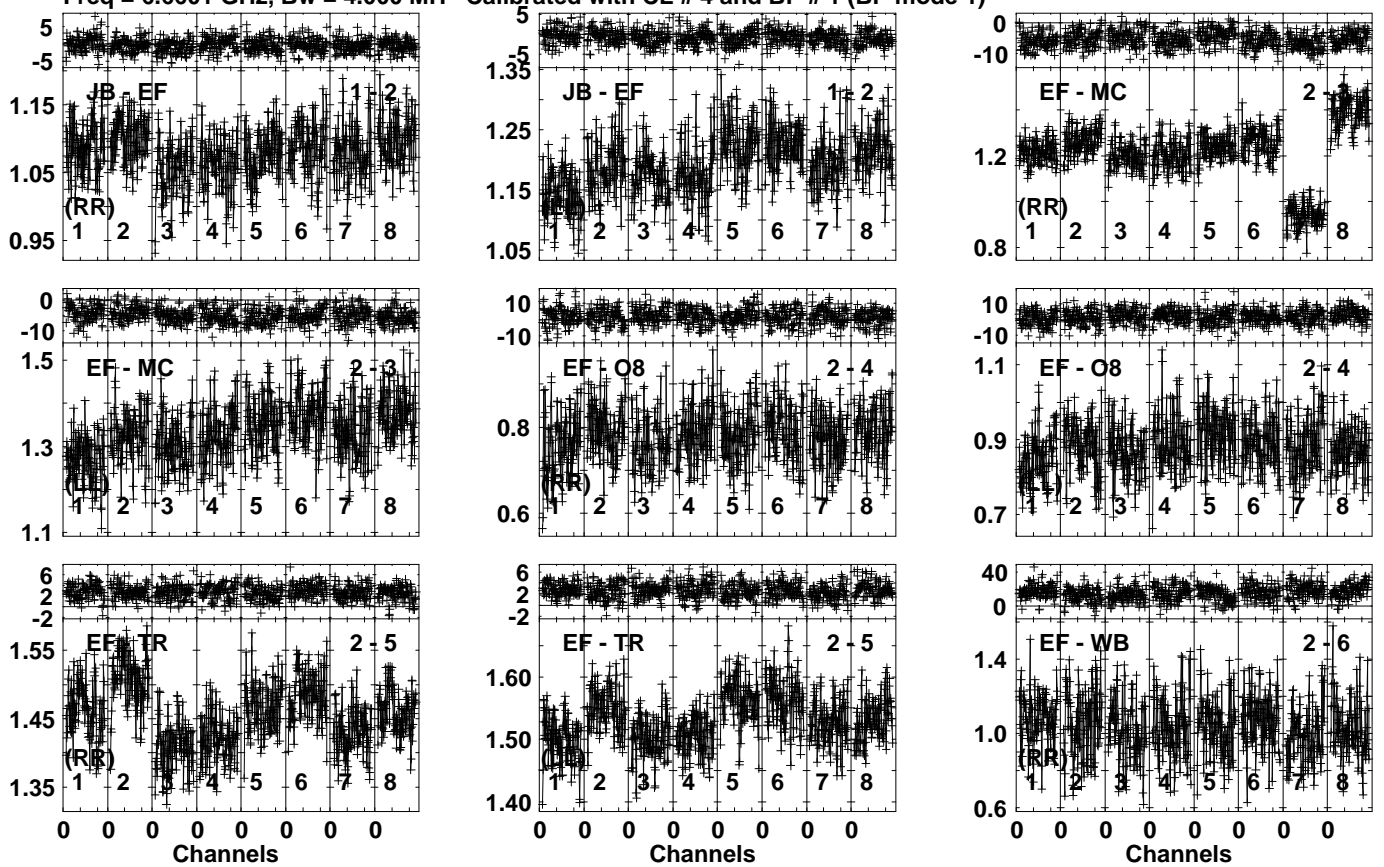 5 5 0
-5 -5 -10
JB - EF 1 - 2
1.15
1.05
0.95
(RR)
1 2 3 4 5 6 7 8
JB - EF 1 - 2
1.35
1.25
1.15
1.05
1 2 3 4 5 6 7 8
EF - MC
1.2
0.8
(RR)
1 2 3 4 5 6 8
0
-10
EF - MC 2 - 3
1.5
1.3
1.1
(LL)
1 2 3 4 5 6 7 8
10
-10
EF - O8 2 - 4
0.8
0.6
(RR)
1 2 3 4 5 6 7 8
10
-10
EF - O8 2 - 4
1.1
0.9
0.7
1 2 3 4 5 6 7 8
6
2
-2
EF - TR 2 - 5
1.55
1.45
1.35
(RR)
1 2 3 4 5 6 7 8
0 0 0 0 0 0 0 0
Channels
6
2
-2
EF - TR 2 - 5
1.60
1.50
1.40
(LL)
1 2 3 4 5 6 7 8
0 0 0 0 0 0 0 0
40
0
EF - WB 2 - 6
1.4
1.0
0.6
(RR)
1 2 3 4 5 6 7 8
0 0 0 0 0 0 0 0
Channels